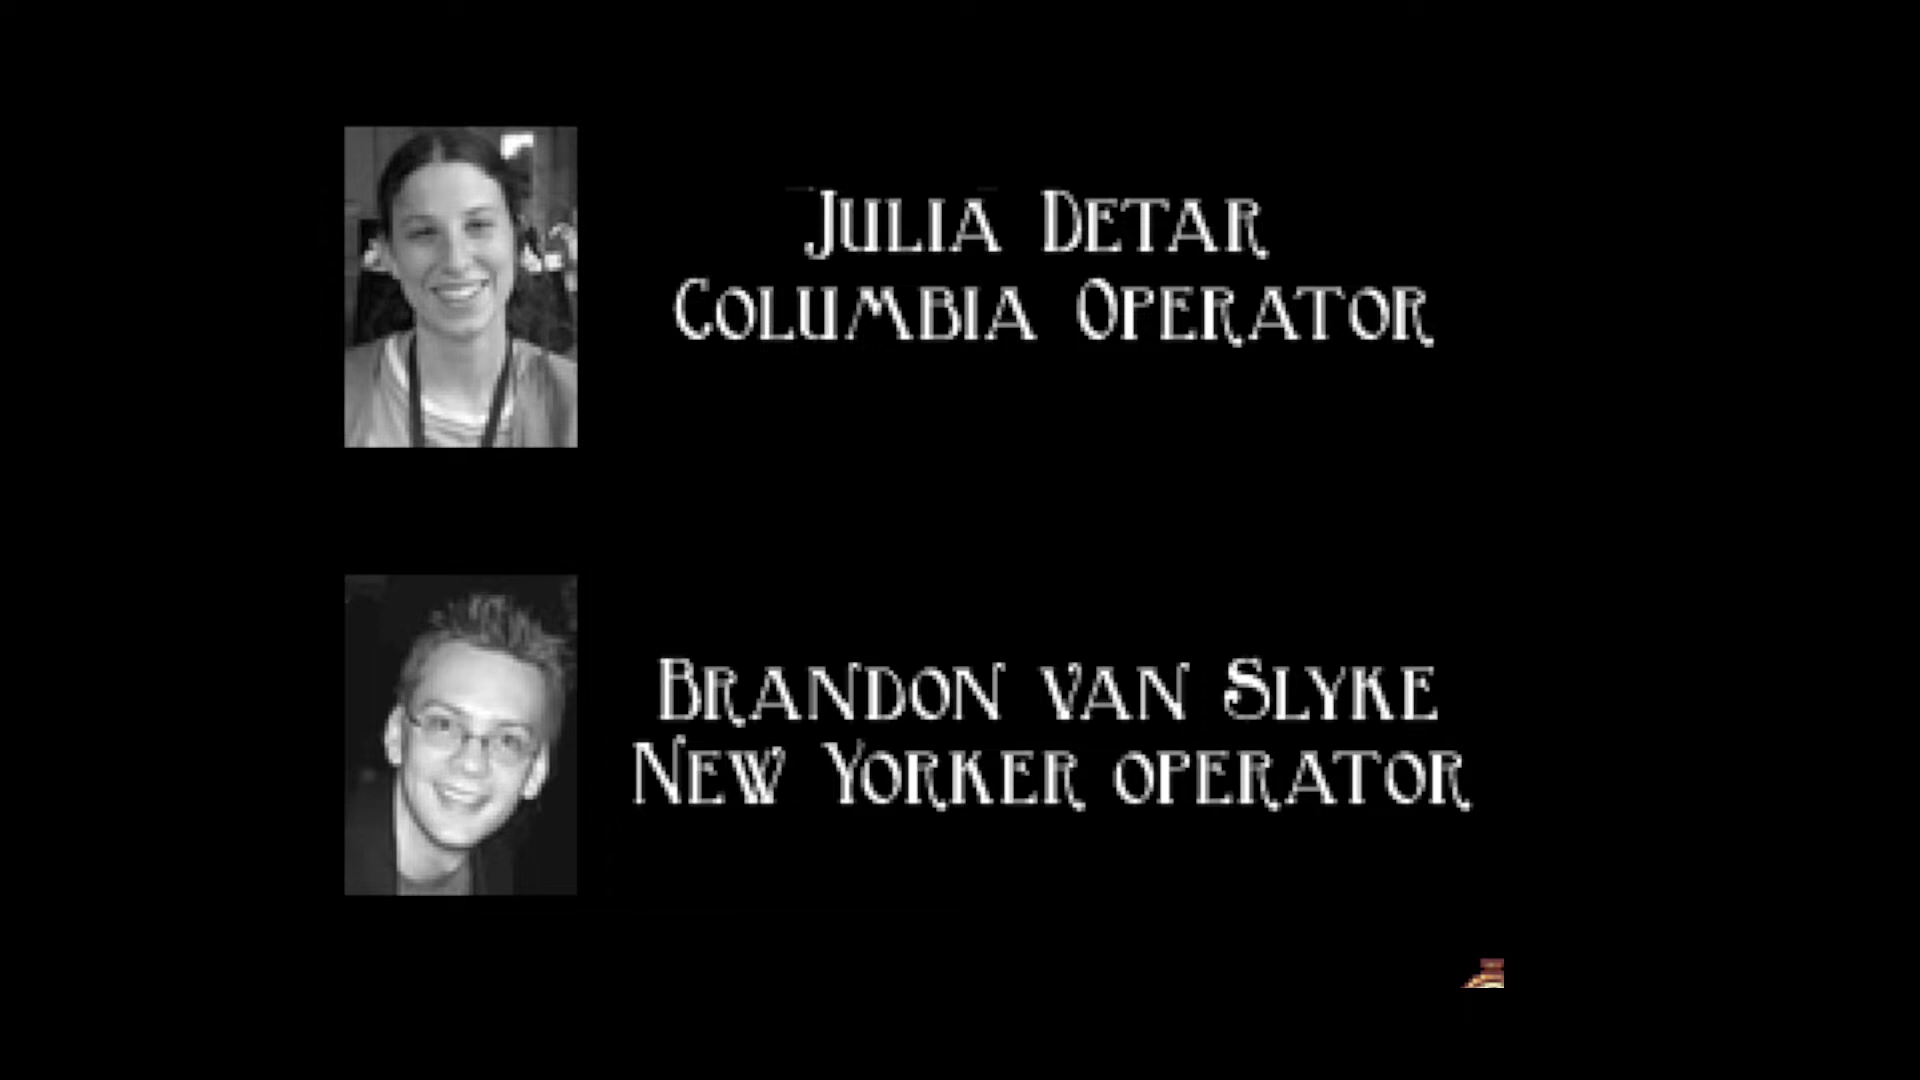 Julia Detar
Columbia Operator
Brandon van Slyke
New Yorker operator